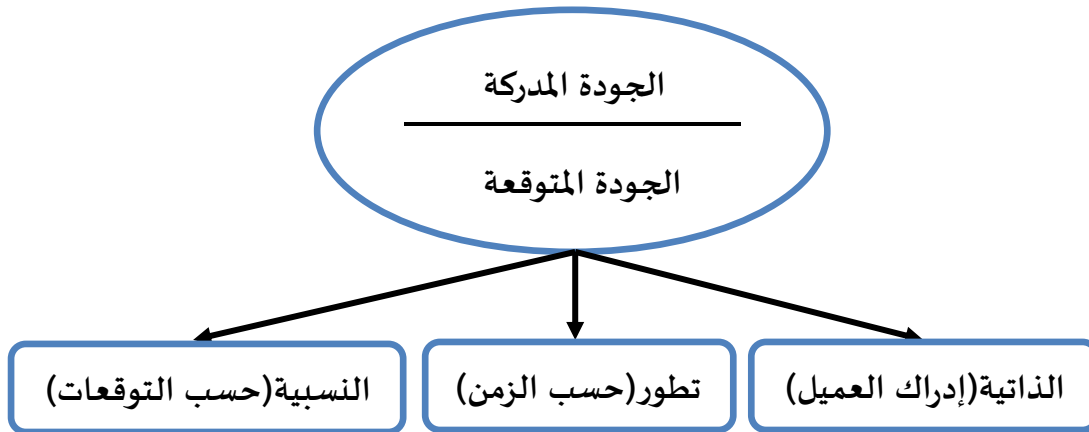 الجودة المدركة
الجودة المتوقعة
الذاتية(إدراك العميل)
تطور(حسب الزمن)
النسبية(حسب التوقعات)